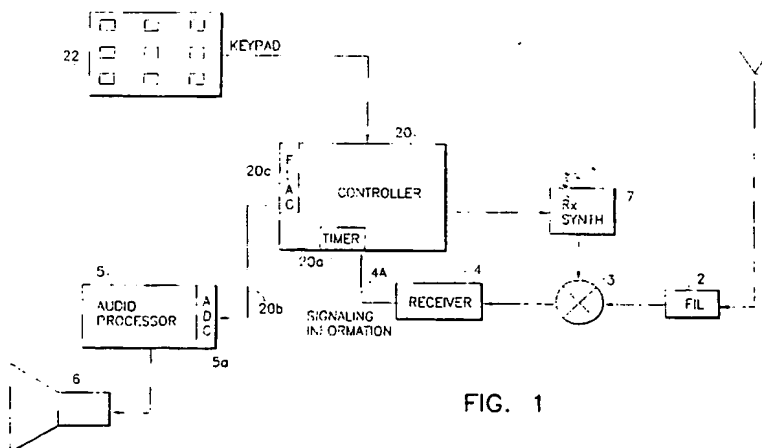 22
KEYPAD
20
20c
CONTROLLER
A
C
TIMER
20a
7
Rx
SYNTH
3
2
FIL
4
4A
RECEIVER
SIGNALING
INFORMATION
5
AUDIO
PROCESSOR
A
D
C
5a
20b
6
FIG. 1